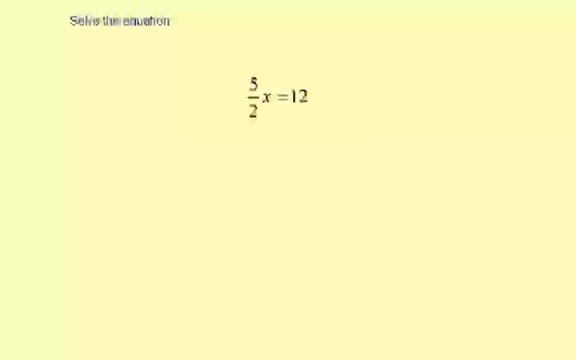 Solve the equation
5/2 x = 12